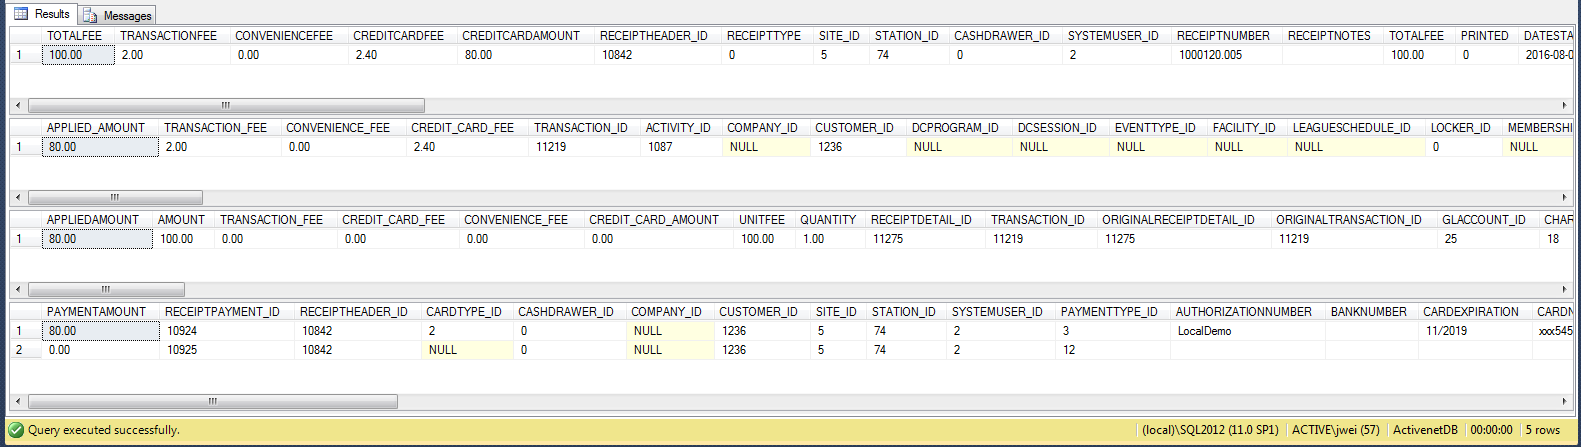 Results Messages
TOTALFEE TRANSACTIONFEE CONVENIENCEFEE CREDITCARDFEE CREDITCARDAMOUNT RECEIPTHEADER_ID RECEIPTTYPE SITE_ID STATION_ID CASHDRAWER_ID SYSTEMUSER_ID RECEIPTNUMBER RECEIPTNOTES TOTALFEE PRINTED DATESTA
1 100.00 2.00 0.00 2.40 80.00 10842 0 5 74 0 2 1000120.005 100.00 0 2016-08-0
APPLIED_AMOUNT TRANSACTION_FEE CONVENIENCE_FEE CREDIT_CARD_FEE TRANSACTION_ID ACTIVITY_ID COMPANY_ID CUSTOMER_ID DCPROGRAM_ID DCSESSION_ID EVENTTYPE_ID FACILITY_ID LEAGUESCHEDULE_ID LOCKER_ID MEMBERSHI
1 80.00 2.00 0.00 2.40 11219 1087 NULL 1236 NULL NULL NULL NULL NULL 0 NULL
APPLIEDAMOUNT AMOUNT TRANSACTION_FEE CREDIT_CARD_FEE CONVENIENCE_FEE CREDIT_CARD_AMOUNT UNITFEE QUANTITY RECEIPTDETAIL_ID TRANSACTION_ID ORIGINALRECEIPTDETAIL_ID ORIGINALTRANSACTION_ID GLACCOUNT_ID CHAR
1 80.00 100.00 0.00 0.00 0.00 0.00 100.00 1.00 11275 11219 11275 11219 25 18
PAYMENTAMOUNT RECEIPTPAYMENT_ID RECEIPTHEADER_ID CARDTYPE_ID CASHDRAWER_ID COMPANY_ID CUSTOMER_ID SITE_ID STATION_ID SYSTEMUSER_ID PAYMENTTYPE_ID AUTHORIZATIONNUMBER BANKNUMBER CARDEXPIRATION CARDN
1 80.00 10924 10842 2 0 NULL 1236 5 74 2 3 LocalDemo 11/2019 xxx545
2 0.00 10925 10842 NULL 0 NULL 1236 5 74 2 12
Query executed successfully. (local)\SQL2012 (11.0 SP1) ACTIVE\jwei (57) ActivenetDB 00:00:00 5 rows